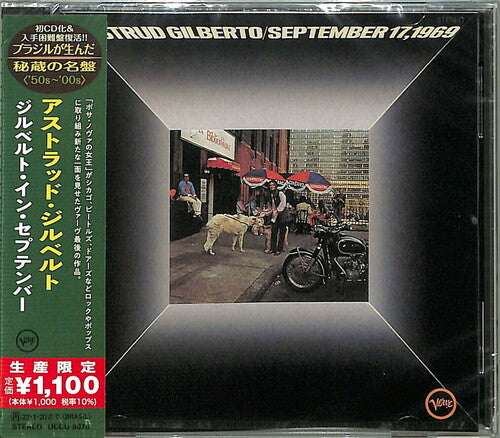 初CD化&
入手困難盤復活!!
ブラジルが生んだ
秘蔵の名盤
〈'50s~'00s〉
アストラッド・ジルベルト
ジルベルト・イン・セプテンバー
「ボサ・ノヴァの女王」がシカゴ、ビートルズ、ドアーズなどロックやポップス
に取り組み新たな一面を見せたヴァーヴ最後の作品。
Verve
生産限定
定価¥1,100
(本体¥1,000 税率10%)
STEREO
STRUD GILBERTO/SEPTEMBER 17, 1969
Verve